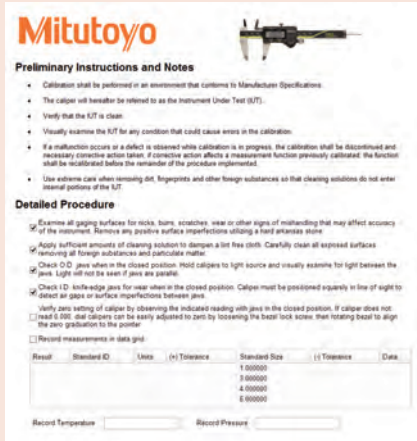 Mitutoyo
Preliminary Instructions and Notes
• Calibration shall be performed in an environment that conforms to Manufacturer Specifications.
• The caliper will hereafter be referred to as the Instrument Under Test (IUT).
• Verify that the IUT is clean.
• Visually examine the IUT for any condition that could cause errors in the calibration.
• If a malfunction occurs or a defect is observed while calibration is in progress, the calibration shall be discontinued and
necessary corrective action taken; if corrective action affects a measurement function previously calibrated, the function
shall be recalibrated before the remainder of the procedure implemented.
• Use extreme care when removing dirt, fingerprints and other foreign substances so that cleaning solutions do not enter
internal portions of the IUT.
Detailed Procedure
Examine all gaging surfaces for nicks, burrs, scratches, wear or other signs of mishandling that may affect accuracy
of the instrument. Remove any positive surface imperfections utilizing a hard arkansas stone.
Apply sufficient amounts of cleaning solution to dampen a lint free cloth. Carefully clean all exposed surfaces
removing all foreign substances and particulate matter.
Check O.D. jaws when in the closed position. Hold calipers to light source and visually examine for light between the
jaws. Light will not be seen if jaws are parallel.
Check I.D. knife-edge jaws for wear when in the closed position. Caliper must be positioned squarely in line of sight to
detect air gaps or surface imperfections between jaws.
Verify zero setting of caliper by observing the indicated reading with jaws in the closed position. If caliper does not
read 0.000, dial calipers can be easily adjusted to zero by loosening the bezel lock screw, then rotating bezel to align
the zero graduation to the pointer
Record measurements in data grid
Result Standard ID Units (+) Tolerance Standard Size (-) Tolerance Data
1.000000
3.000000
4.000000
6.000000
Record Temperature Record Pressure